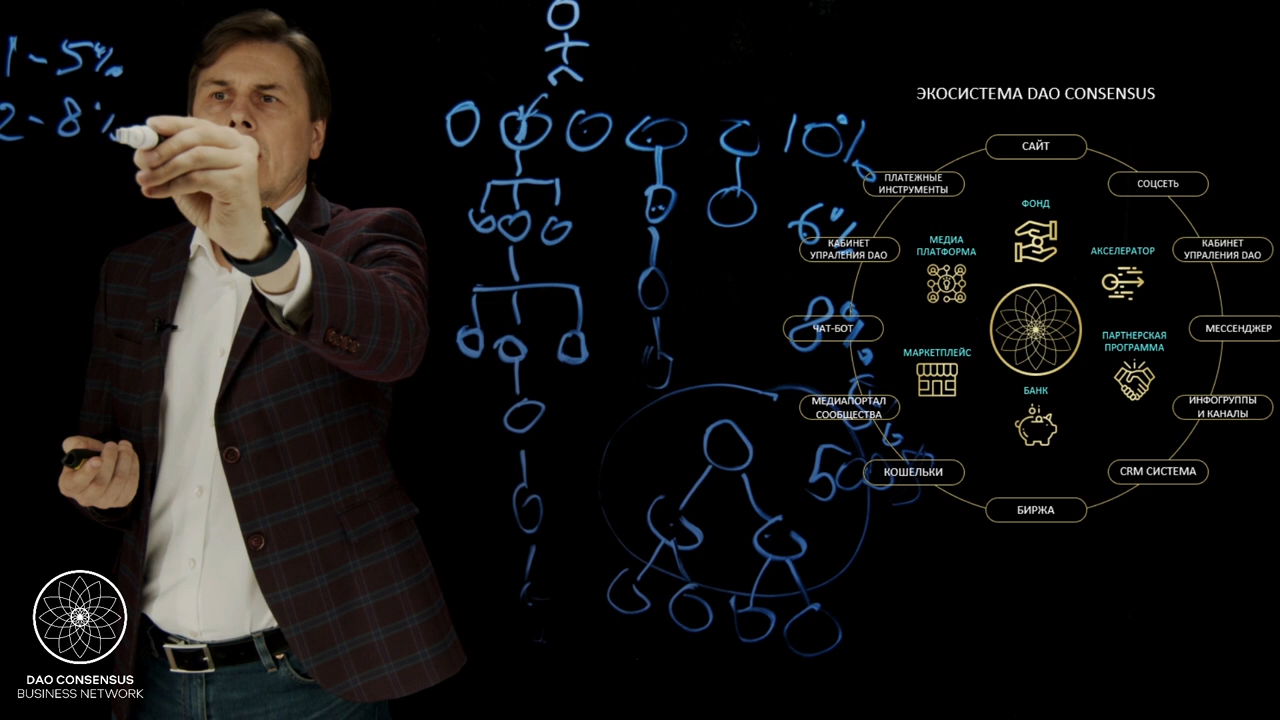 1 - 5%
2 - 8%
10%
6%
8%
500
ЭКОСИСТЕМА DAO CONSENSUS
САЙТ
ПЛАТЕЖНЫЕ
ИНСТРУМЕНТЫ
СОЦСЕТЬ
ФОНД
МЕДИА
ПЛАТФОРМА
АКСЕЛЕРАТОР
КАБИНЕТ
УПРАЛЕНИЯ DAO
КАБИНЕТ
УПРАЛЕНИЯ DAO
ЧАТ-БОТ
МЕССЕНДЖЕР
МАРКЕТПЛЕЙС
ПАРТНЕРСКАЯ
ПРОГРАММА
БАНК
МЕДИАПОРТАЛ
СООБЩЕСТВА
ИНФОГРУППЫ
И КАНАЛЫ
КОШЕЛЬКИ
CRM СИСТЕМА
БИРЖА
DAO CONSENSUS
BUSINESS NETWORK